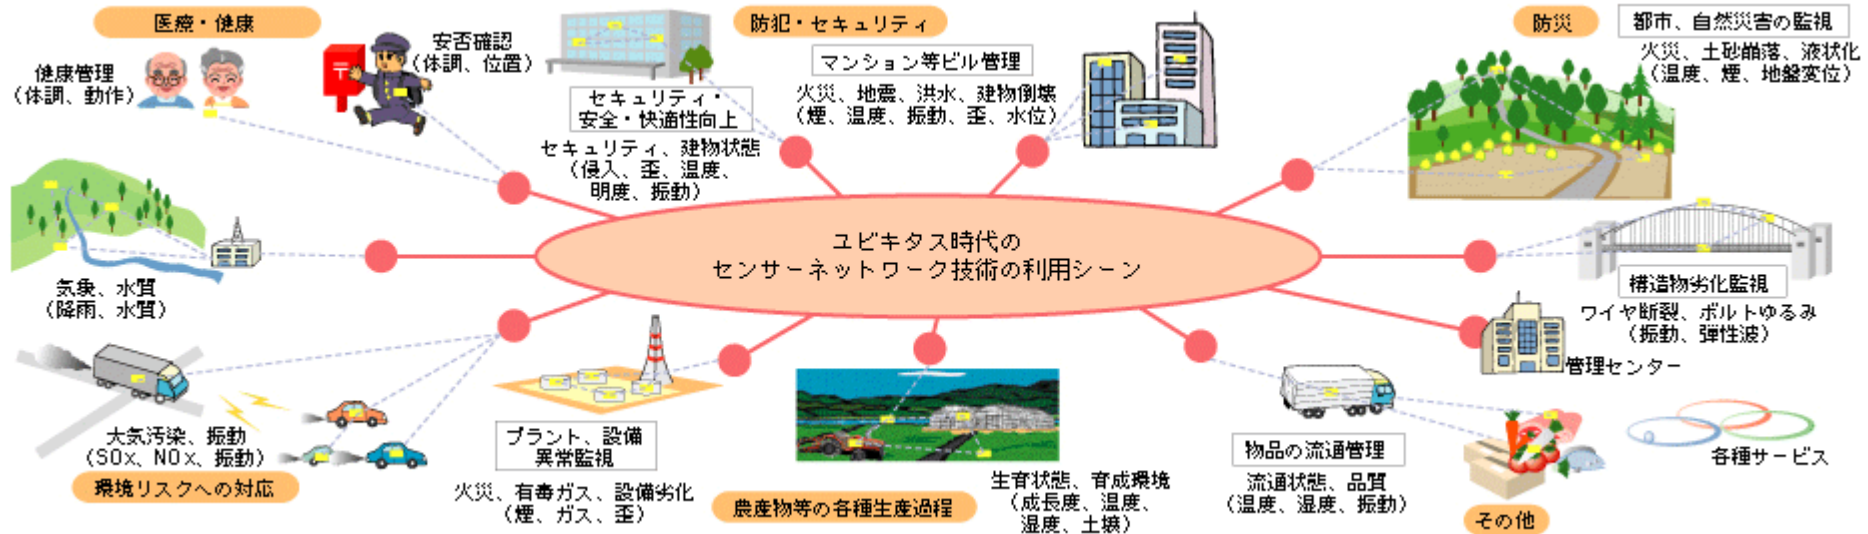 医療・健康
健康管理
(体調、動作)
安否確認
(体調、位置)
防犯・セキュリティ
セキュリティ・
安全・快適性向上
セキュリティ、建物状態
(侵入、歪、温度、
明度、振動)
マンション等ビル管理
火災、地震、洪水、建物倒壊
(煙、温度、振動、歪、水位)
防災
都市、自然災害の監視
火災、土砂崩落、液状化
(温度、煙、地盤変位)
ユビキタス時代の
センサーネットワーク技術の利用シーン
気象、水質
(降雨、水質)
構造物劣化監視
ワイヤ断裂、ボルトゆるみ
(振動、弾性波)
管理センター
大気汚染、振動
(SOx、NOx、振動)
環境リスクへの対応
プラント、設備
異常監視
火災、有毒ガス、設備劣化
(煙、ガス、歪)
農産物等の各種生産過程
生育状態、育成環境
(成長度、温度、
湿度、土壌)
物品の流通管理
流通状態、品質
(温度、湿度、振動)
各種サービス
その他